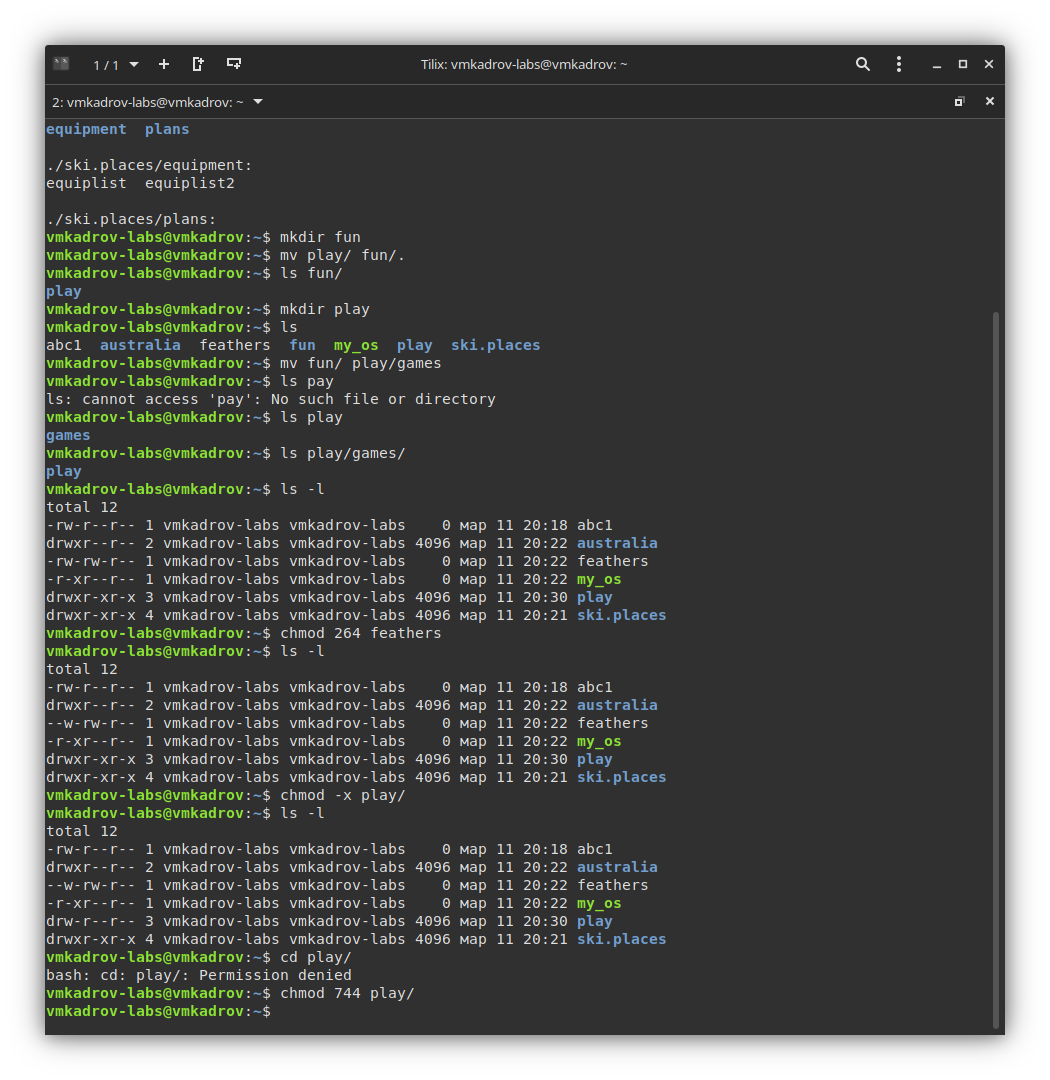 1 / 1
Tilix: vmkadrov-labs@vmkadrov: ~
2: vmkadrov-labs@vmkadrov: ~
equipment  plans

./ski.places/equipment:
equiplist  equiplist2

./ski.places/plans:
vmkadrov-labs@vmkadrov:~$ mkdir fun
vmkadrov-labs@vmkadrov:~$ mv play/ fun/.
vmkadrov-labs@vmkadrov:~$ ls fun/
play
vmkadrov-labs@vmkadrov:~$ mkdir play
vmkadrov-labs@vmkadrov:~$ ls
abc1  australia  feathers  fun  my_os  play  ski.places
vmkadrov-labs@vmkadrov:~$ mv fun/ play/games
vmkadrov-labs@vmkadrov:~$ ls pay
ls: cannot access 'pay': No such file or directory
vmkadrov-labs@vmkadrov:~$ ls play
games
vmkadrov-labs@vmkadrov:~$ ls play/games/
play
vmkadrov-labs@vmkadrov:~$ ls -l
total 12
-rw-r--r-- 1 vmkadrov-labs vmkadrov-labs    0 мар 11 20:18 abc1
drwxr--r-- 2 vmkadrov-labs vmkadrov-labs 4096 мар 11 20:22 australia
-rw-rw-r-- 1 vmkadrov-labs vmkadrov-labs    0 мар 11 20:22 feathers
-r-xr--r-- 1 vmkadrov-labs vmkadrov-labs    0 мар 11 20:22 my_os
drwxr-xr-x 3 vmkadrov-labs vmkadrov-labs 4096 мар 11 20:30 play
drwxr-xr-x 4 vmkadrov-labs vmkadrov-labs 4096 мар 11 20:21 ski.places
vmkadrov-labs@vmkadrov:~$ chmod 264 feathers
vmkadrov-labs@vmkadrov:~$ ls -l
total 12
-rw-r--r-- 1 vmkadrov-labs vmkadrov-labs    0 мар 11 20:18 abc1
drwxr--r-- 2 vmkadrov-labs vmkadrov-labs 4096 мар 11 20:22 australia
--w-rw-r-- 1 vmkadrov-labs vmkadrov-labs    0 мар 11 20:22 feathers
-r-xr--r-- 1 vmkadrov-labs vmkadrov-labs    0 мар 11 20:22 my_os
drwxr-xr-x 3 vmkadrov-labs vmkadrov-labs 4096 мар 11 20:30 play
drwxr-xr-x 4 vmkadrov-labs vmkadrov-labs 4096 мар 11 20:21 ski.places
vmkadrov-labs@vmkadrov:~$ chmod -x play/
vmkadrov-labs@vmkadrov:~$ ls -l
total 12
-rw-r--r-- 1 vmkadrov-labs vmkadrov-labs    0 мар 11 20:18 abc1
drwxr--r-- 2 vmkadrov-labs vmkadrov-labs 4096 мар 11 20:22 australia
--w-rw-r-- 1 vmkadrov-labs vmkadrov-labs    0 мар 11 20:22 feathers
-r-xr--r-- 1 vmkadrov-labs vmkadrov-labs    0 мар 11 20:22 my_os
drw-r--r-- 3 vmkadrov-labs vmkadrov-labs 4096 мар 11 20:30 play
drwxr-xr-x 4 vmkadrov-labs vmkadrov-labs 4096 мар 11 20:21 ski.places
vmkadrov-labs@vmkadrov:~$ cd play/
bash: cd: play/: Permission denied
vmkadrov-labs@vmkadrov:~$ chmod 744 play/
vmkadrov-labs@vmkadrov:~$